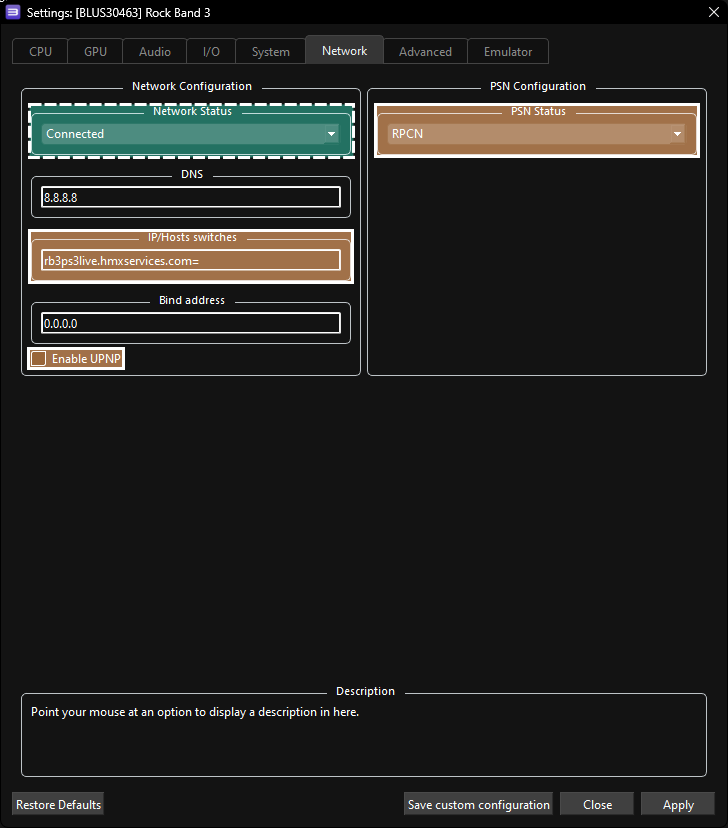 Settings: [BLUS30463] Rock Band 3
CPU GPU Audio I/O System Network Advanced Emulator
Network Configuration
Network Status
Connected
DNS
8.8.8.8
IP/Hosts switches
rb3ps3live.hmxservices.com=
Bind address
0.0.0.0
Enable UPNP
PSN Configuration
PSN Status
RPCN
Description
Point your mouse at an option to display a description in here.
Restore Defaults Save custom configuration Close Apply